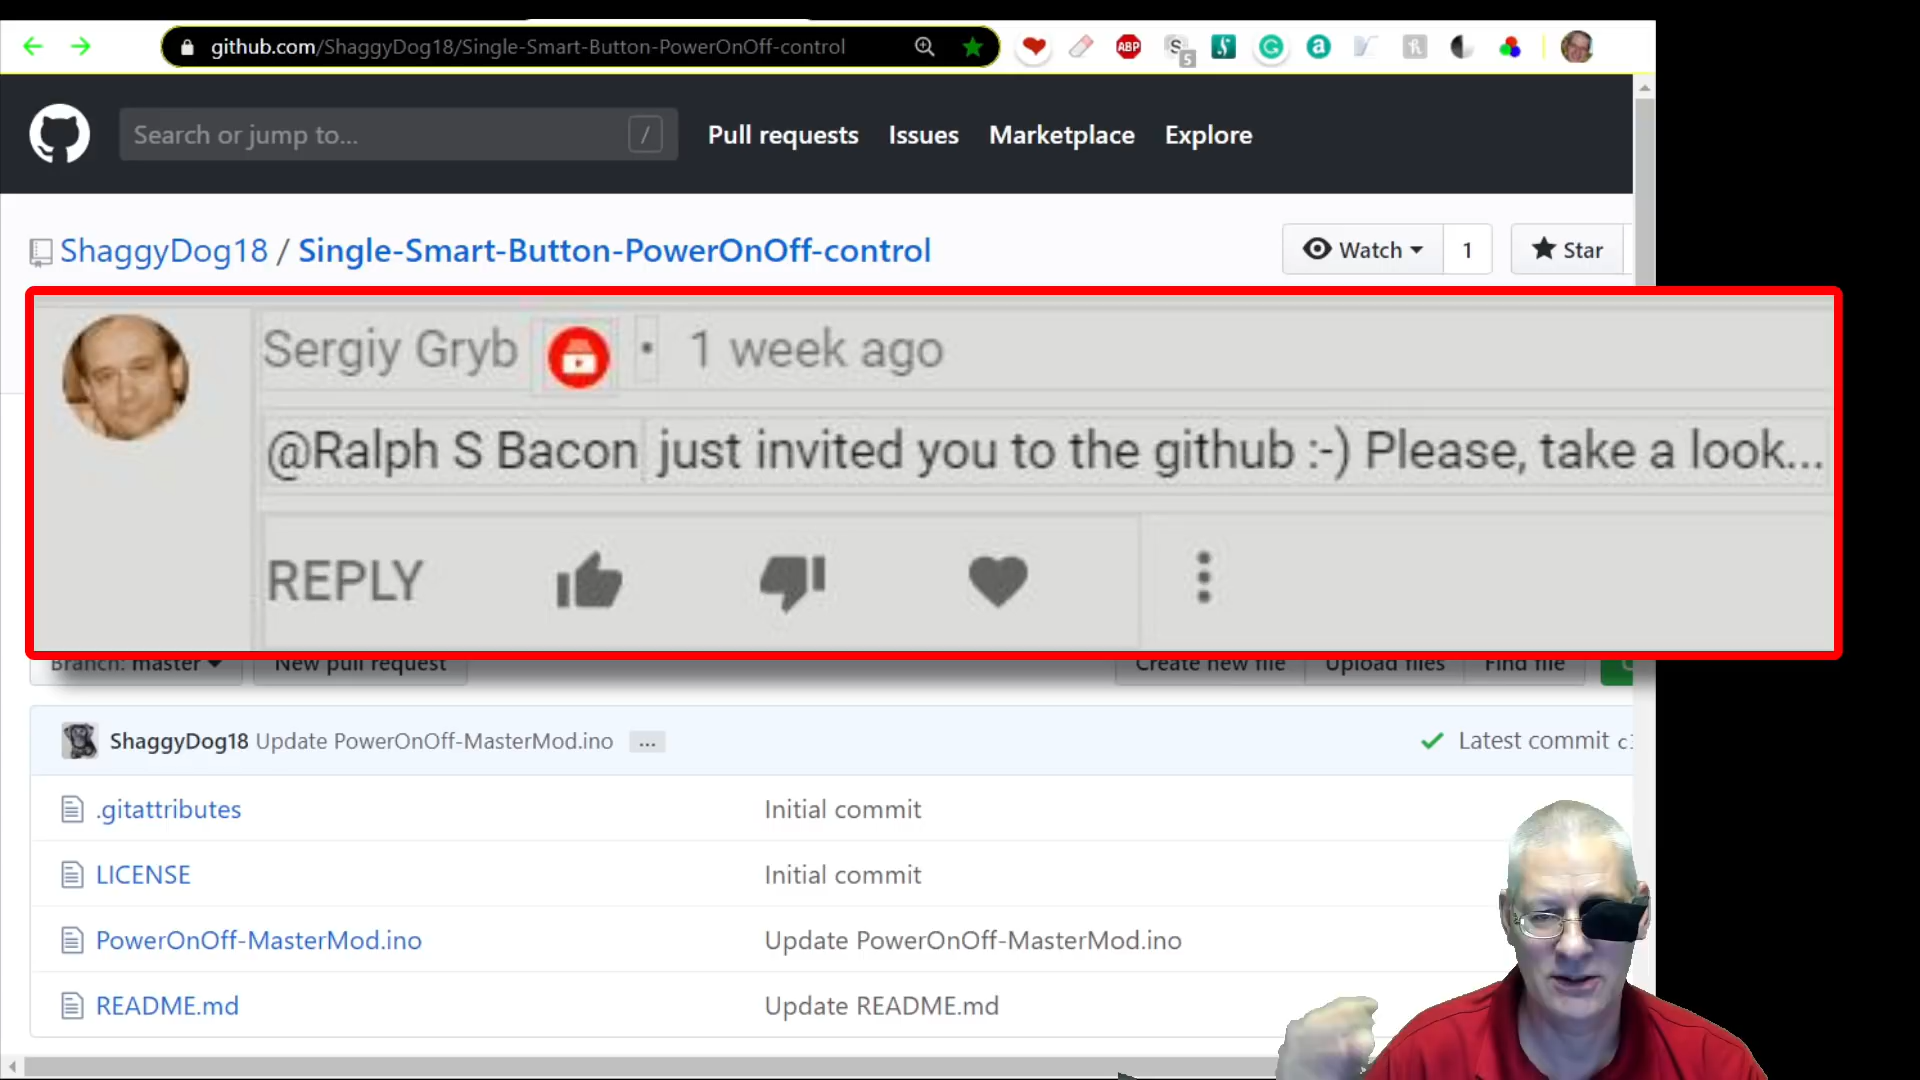 github.com/ShaggyDog18/Single-Smart-Button-PowerOnOff-control
ABP
S
5
Search or jump to...
/
Pull requests
Issues
Marketplace
Explore
ShaggyDog18 / Single-Smart-Button-PowerOnOff-control
Watch
1
Star
Sergiy Gryb • 1 week ago
@Ralph S Bacon just invited you to the github :-) Please, take a look...
REPLY
Branch: master
New pull request
Create new file
Upload files
Find file
ShaggyDog18 Update PowerOnOff-MasterMod.ino ...
Latest commit
.gitattributes
Initial commit
LICENSE
Initial commit
PowerOnOff-MasterMod.ino
Update PowerOnOff-MasterMod.ino
README.md
Update README.md